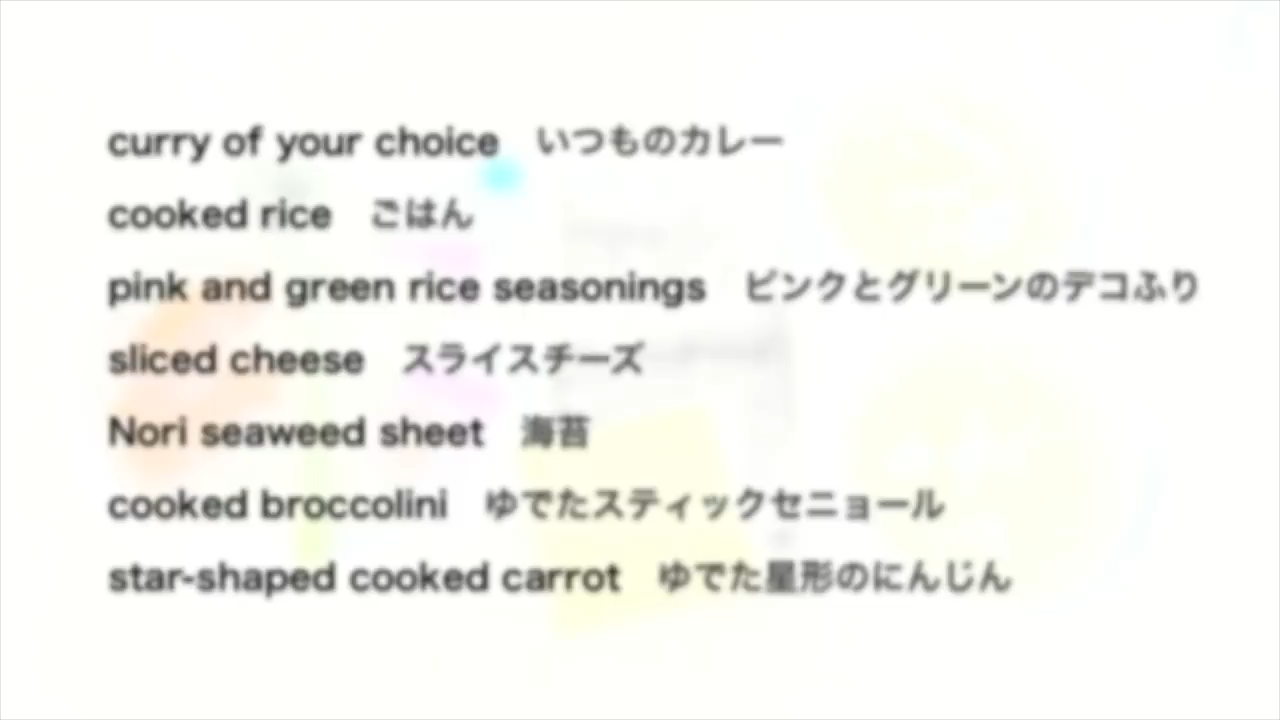 curry of your choice いつものカレー
cooked rice ごはん
pink and green rice seasonings ピンクとグリーンのデコふり
sliced cheese スライスチーズ
Nori seaweed sheet 海苔
cooked broccolini ゆでたスティックセニョール
star-shaped cooked carrot ゆでた星形のにんじん